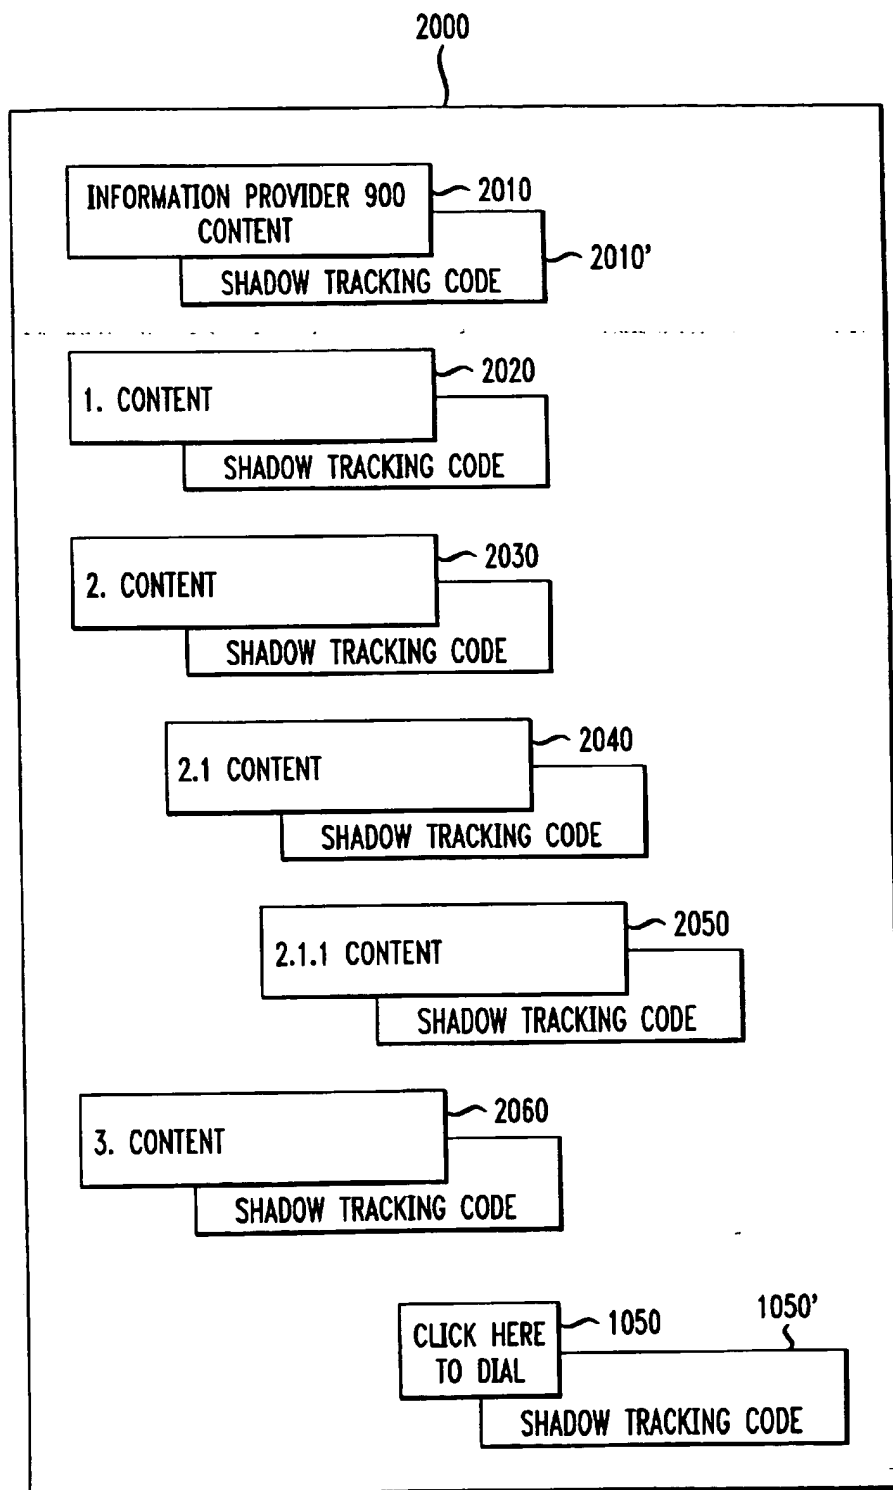 2000
INFORMATION PROVIDER 900
CONTENT
2010
SHADOW TRACKING CODE
2010'
1. CONTENT
2020
SHADOW TRACKING CODE
2. CONTENT
2030
SHADOW TRACKING CODE
2.1 CONTENT
2040
SHADOW TRACKING CODE
2.1.1 CONTENT
2050
SHADOW TRACKING CODE
3. CONTENT
2060
SHADOW TRACKING CODE
CLICK HERE
TO DIAL
1050
1050'
SHADOW TRACKING CODE